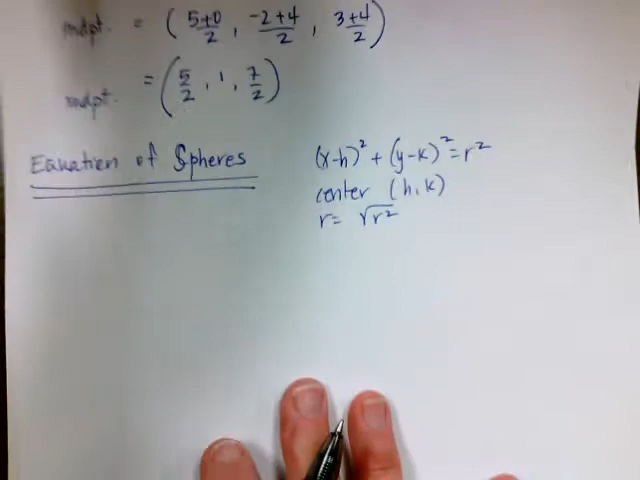 mdpt. = (5+0/2, -2+4/2, 3+4/2)
mdpt. = (5/2, 1, 7/2)
Equation of Spheres
(x-h)² + (y-k)² = r²
center (h,k)
r = √r²